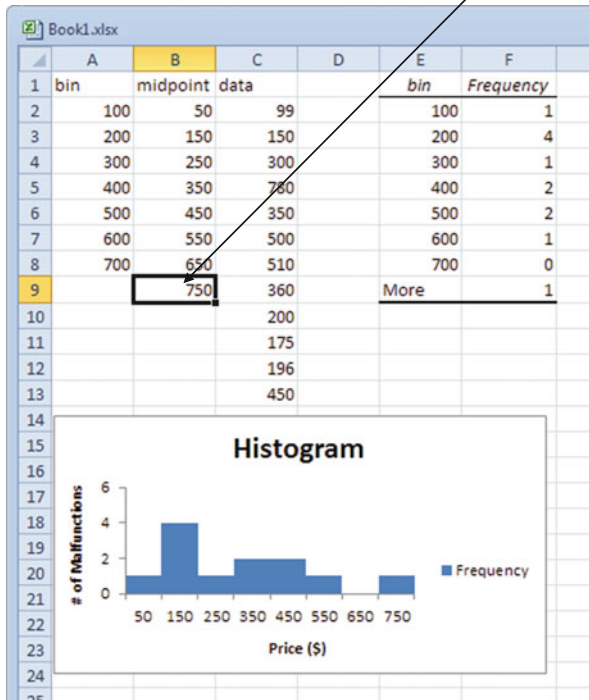 Book1.xlsx
A B C D E F
1 bin midpoint data bin Frequency
2 100 50 99 100 1
3 200 150 150 200 4
4 300 250 300 300 1
5 400 350 780 400 2
6 500 450 350 500 2
7 600 550 500 600 1
8 700 650 510 700 0
9 750 360 More 1
10 200
11 175
12 196
13 450
14
15
16
17
18
19
20
21
22
23
24
25
Histogram
# of Malfunctions
6
4
2
0
50 150 250 350 450 550 650 750
Price ($)
Frequency